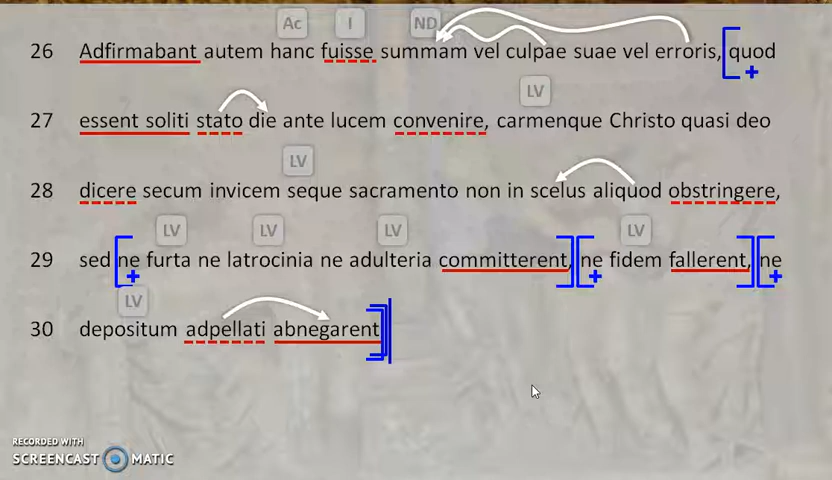 Ac I ND
26 Adfirmabant autem hanc fuisse summam vel culpae suae vel erroris, quod
+
LV
27 essent soliti stato die ante lucem convenire, carmenque Christo quasi deo
LV
28 dicere secum invicem seque sacramento non in scelus aliquod obstringere,
LV LV LV LV
29 sed ne furta ne latrocinia ne adulteria committerent, ne fidem fallerent, ne
+ + +
LV
30 depositum adpellati abnegarent
RECORDED WITH
SCREENCAST MATIC